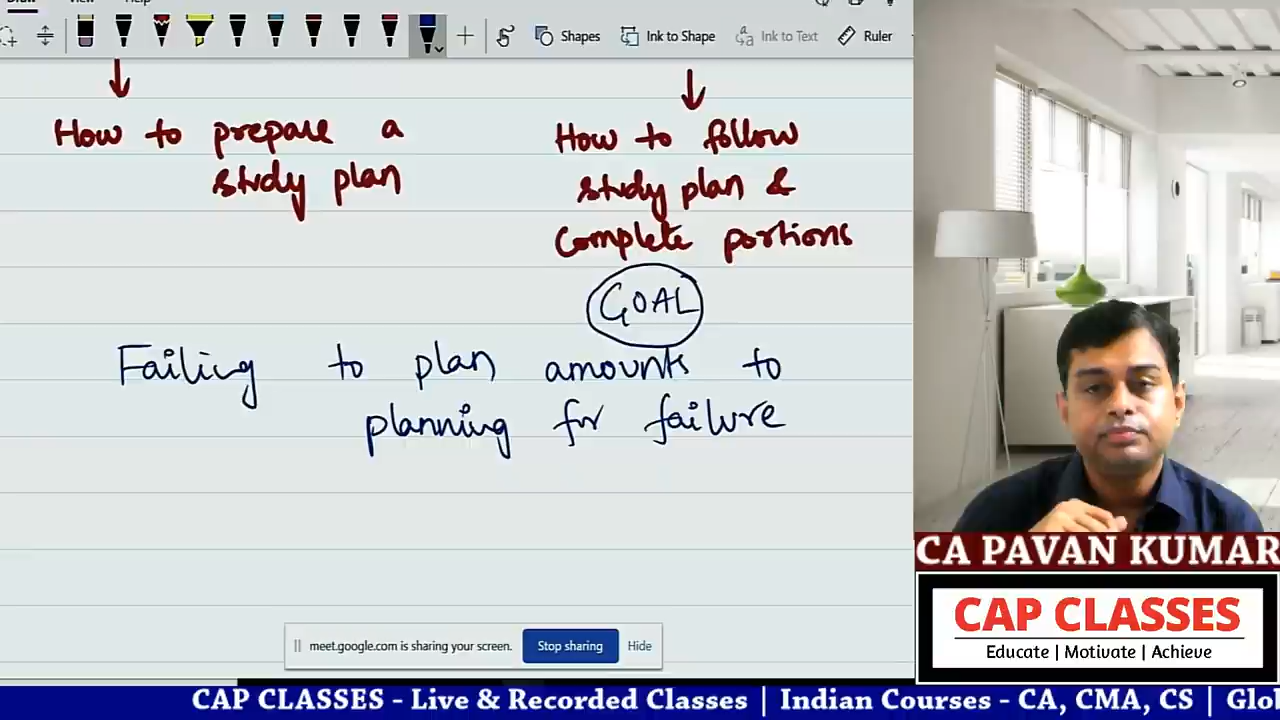 Shapes
Ink to Shape
Ink to Text
Ruler
How to prepare a
study plan
How to follow
study plan &
Complete portions
GOAL
Failing to plan amounts to
planning for failure
meet.google.com is sharing your screen.
Stop sharing
Hide
CA PAVAN KUMAR
CAP CLASSES
Educate | Motivate | Achieve
CAP CLASSES - Live & Recorded Classes | Indian Courses - CA, CMA, CS | Glo